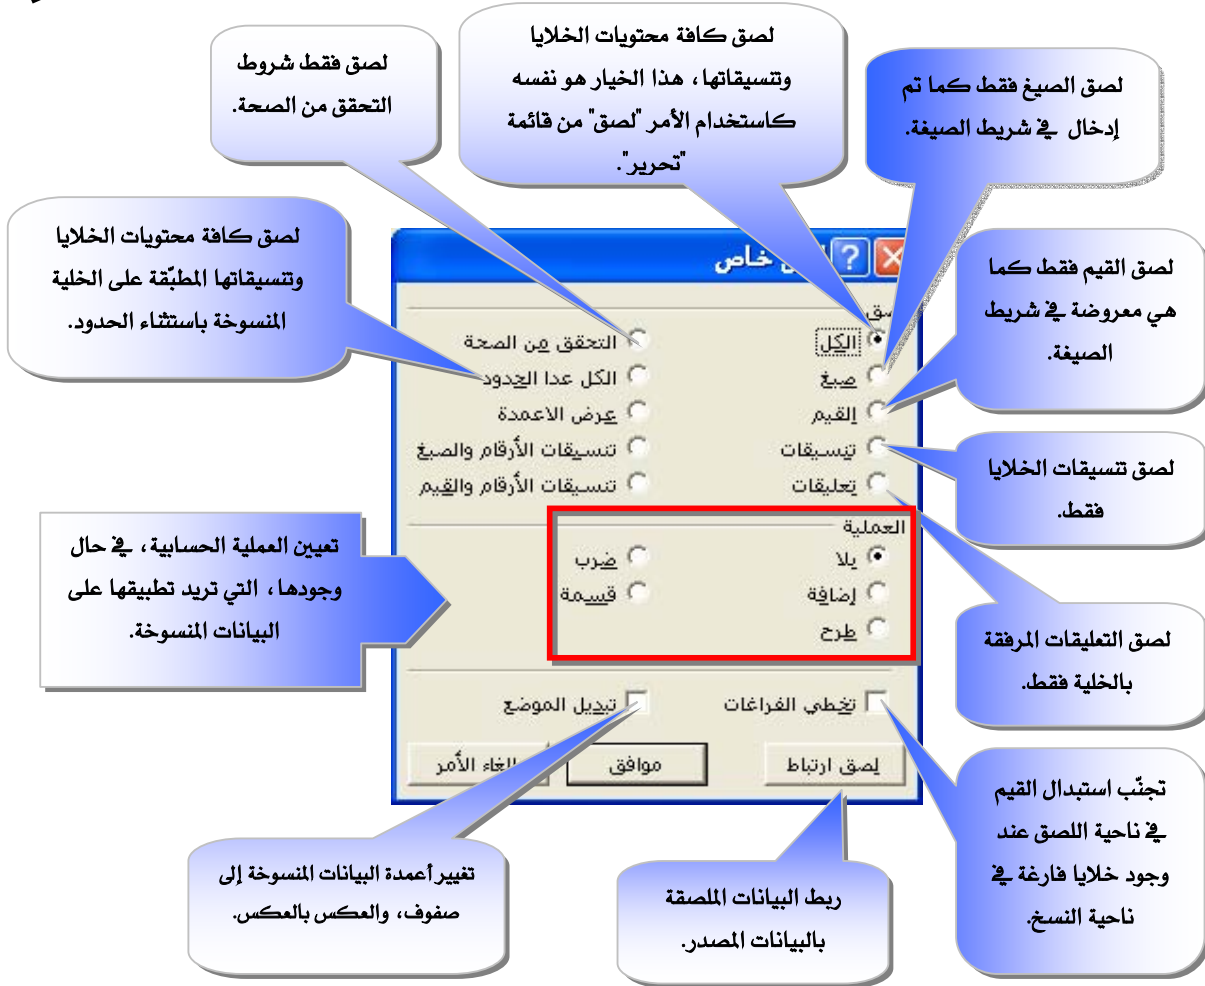 لصق كافة محتويات الخلايا
وتنسيقاتها، هذا الخيار هو نفسه
كاستخدام الأمر "لصق" من قائمة
"تحرير".
لصق الصيغ فقط كما تم
إدخال في شريط الصيغة.
لصق فقط شروط
التحقق من الصحة.
لصق القيم فقط كما
هي معروضة في شريط
الصيغة.
لصق كافة محتويات الخلايا
وتنسيقاتها المطبّقة على الخلية
المنسوخة باستثناء الحدود.
خاص
الكل
صيغ
القيم
تنسيقات
تعليقات
التحقق من الصحة
الكل عدا الحدود
عرض الاعمدة
تنسيقات الأرقام والصيغ
تنسيقات الأرقام والقيم
لصق تنسيقات الخلايا
فقط.
العملية
بلا
إضافة
طرح
ضرب
قسمة
تعيين العملية الحسابية، في حال
وجودها، التي تريد تطبيقها على
البيانات المنسوخة.
لصق التعليقات المرفقة
بالخلية فقط.
تخطي الفراغات
تبديل الموضع
لصق ارتباط
موافق
إلغاء الأمر
تجنّب استبدال القيم
في ناحية اللصق عند
وجود خلايا فارغة في
ناحية النسخ.
ربط البيانات الملصقة
بالبيانات المصدر.
تغيير أعمدة البيانات المنسوخة إلى
صفوف، والعكس بالعكس.